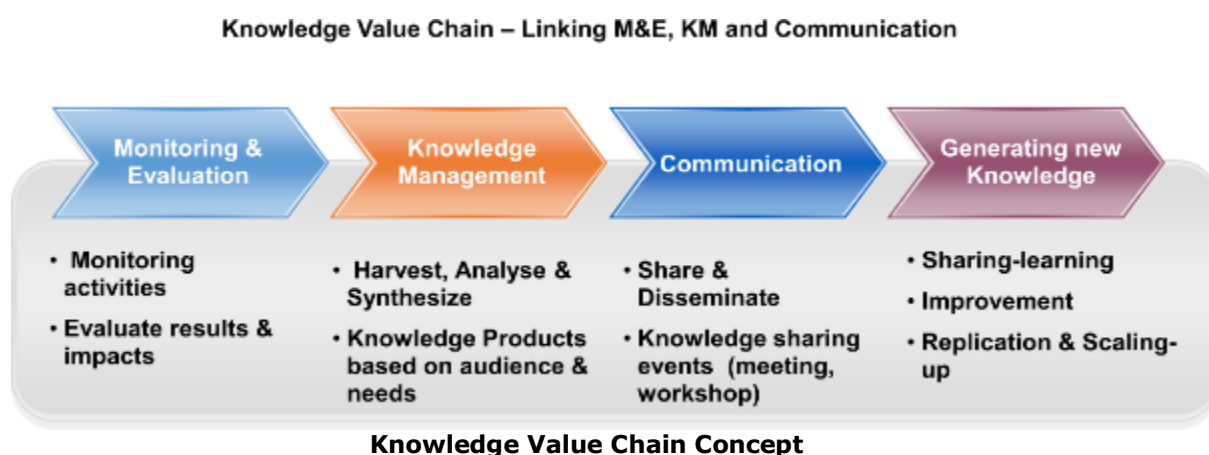 Knowledge Value Chain – Linking M&E, KM and Communication
Monitoring &
Evaluation
Knowledge
Management
Communication
Generating new
Knowledge
• Monitoring
activities
• Evaluate results &
impacts
• Harvest, Analyse &
Synthesize
• Knowledge Products
based on audience &
needs
• Share &
Disseminate
• Knowledge sharing
events (meeting,
workshop)
• Sharing-learning
• Improvement
• Replication & Scaling-
up
Knowledge Value Chain Concept